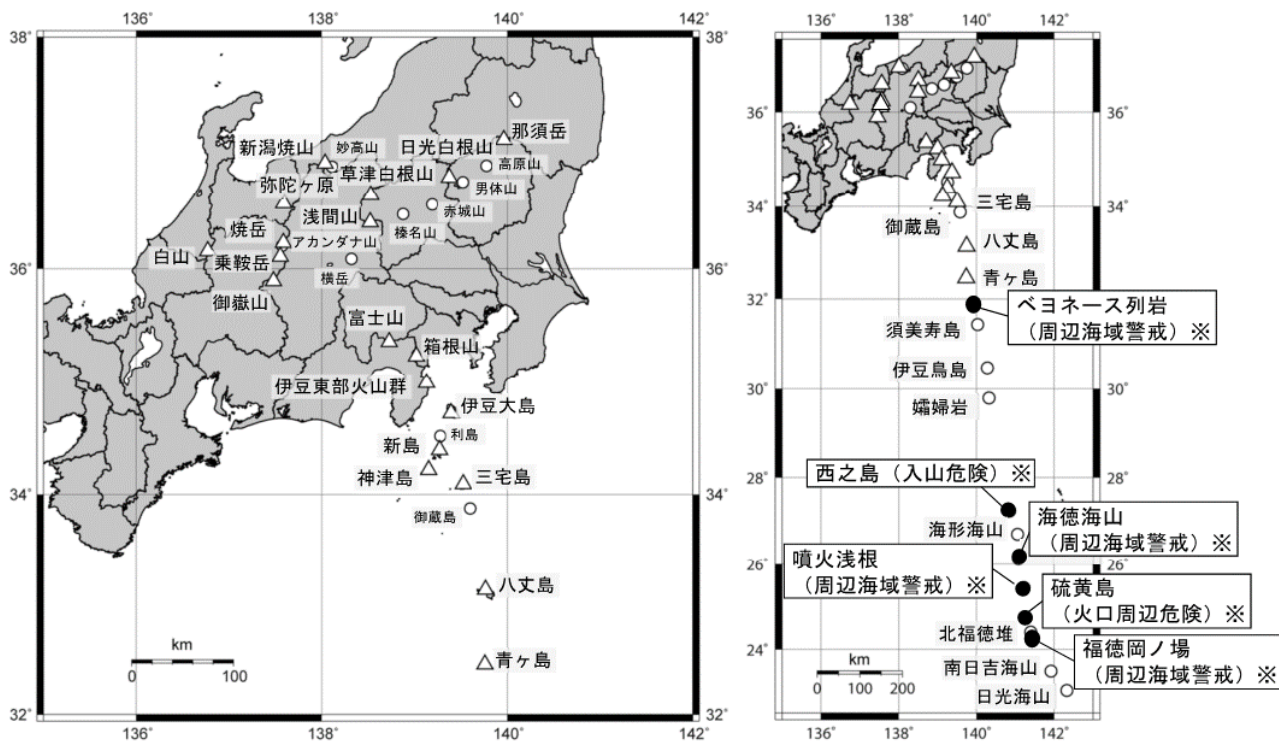 136° 138° 140° 142°
38°
36°
34°
32°
新潟焼山
妙高山
日光白根山
那須岳
草津白根山
高原山
弥陀ヶ原
男体山
浅間山
赤城山
焼岳
アカンダナ山
榛名山
白山
乗鞍岳
横岳
御嶽山
富士山
箱根山
伊豆東部火山群
伊豆大島
利島
新島
神津島
三宅島
御蔵島
八丈島
青ヶ島
km
0 100
136° 138° 140° 142°
136° 138° 140° 142°
36° 36°
34° 34°
三宅島
御蔵島
八丈島
青ヶ島
32°
ベヨネース列岩
(周辺海域警戒)※
須美寿島
伊豆鳥島
30° 30°
孀婦岩
28° 28°
西之島(入山危険)※
海形海山
海徳海山
(周辺海域警戒)※
噴火浅根
(周辺海域警戒)※
26° 26°
硫黄島
(火口周辺危険)※
北福徳堆
24°
福徳岡ノ場
(周辺海域警戒)※
南日吉海山
日光海山
km
0 100 200
136° 138° 140° 142°